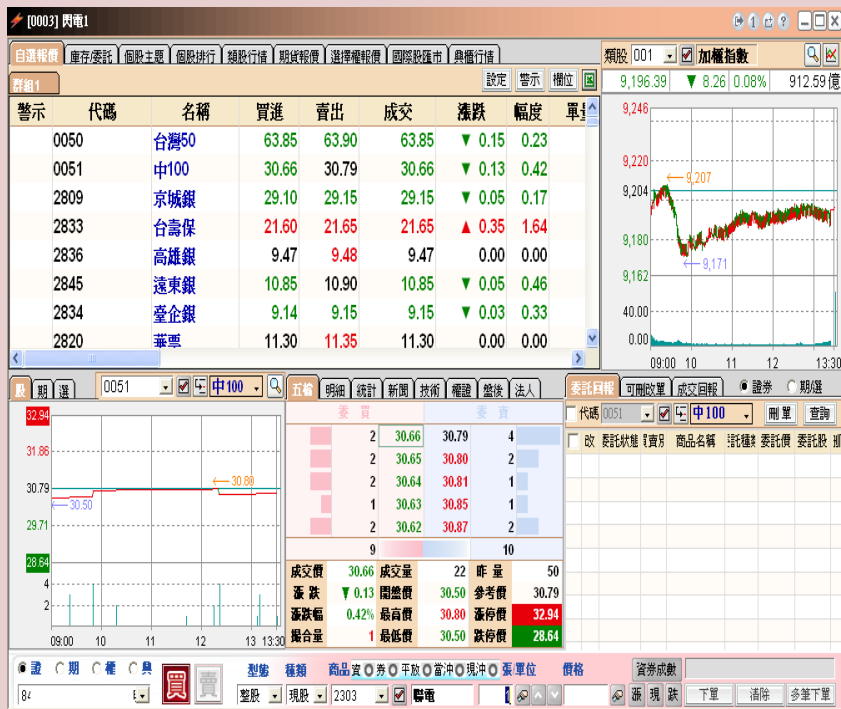 [0003] 閃電1
自選報價 庫存/委託 個股主題 個股排行 類股行情 期貨報價 選擇權報價 國際股匯市 興櫃行情
群組1 設定 警示 欄位
警示 代碼 名稱 買進 賣出 成交 漲跌 幅度 單量
0050 台灣50 63.85 63.90 63.85 ▼ 0.15 0.23
0051 中100 30.66 30.79 30.66 ▼ 0.13 0.42
2809 京城銀 29.10 29.15 29.15 ▼ 0.05 0.17
2833 台壽保 21.60 21.65 21.65 ▲ 0.35 1.64
2836 高雄銀 9.47 9.48 9.47 0.00 0.00
2845 遠東銀 10.85 10.90 10.85 ▼ 0.05 0.46
2834 臺企銀 9.14 9.15 9.15 ▼ 0.03 0.33
2820 華票 11.30 11.35 11.30 0.00 0.00
類股 001 加權指數
9,196.39 ▼ 8.26 0.08% 912.59 億
9,246
9,220
9,207
9,204
9,180
9,171
9,162
40.00
0.00
09:00 10 11 12 13:30
股 期 選 0051 中100
32.94
31.86
30.80
30.79
30.50
29.71
28.64
4
2
09:00 10 11 12 13 13:30
五檔 明細 統計 新聞 技術 權證 盤後 法人
委買 委賣
2 30.66 30.79 4
2 30.65 30.80 2
2 30.64 30.81 1
1 30.63 30.85 1
2 30.62 30.87 2
9 10
成交價 30.66 成交量 22 昨量 50
漲跌 ▼ 0.13 開盤價 30.50 參考價 30.79
漲跌幅 0.42% 最高價 30.80 漲停價 32.94
撮合量 1 最低價 30.50 跌停價 28.64
委託回報 可刪改單 成交回報 證券 期選
代碼 0051 中100 刪單 查詢
改 委託狀態 買賣別 商品名稱 委託價 委託股
證 期 權 興 買 賣 型態 種類 商品 資 券 平放 當沖 現沖 張單位 價格 資券成數
84 整股 現股 2303 聯電 1 漲 現 跌 下單 清除 多筆下單